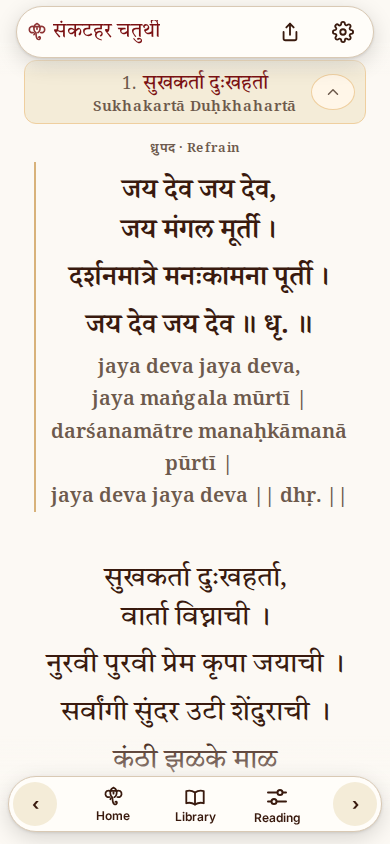 संकटहर चतुर्थी
1. सुखकर्ता दुःखहर्ता
Sukhakartā Duḥkhahartā
ध्रुपद · Refrain
जय देव जय देव,
जय मंगल मूर्ती ।
दर्शनमात्रे मनःकामना पूर्ती ।
जय देव जय देव ॥ धृ. ॥
jaya deva jaya deva,
jaya maṅgala mūrtī |
darśanamātre manaḥkāmanā
pūrtī |
jaya deva jaya deva || dhṛ. ||
सुखकर्ता दुःखहर्ता,
वार्ता विघ्नाची ।
नुरवी पुरवी प्रेम कृपा जयाची ।
सर्वांगी सुंदर उटी शेंदुराची ।
कंठी झळके माळ
‹
Home
Library
Reading
›